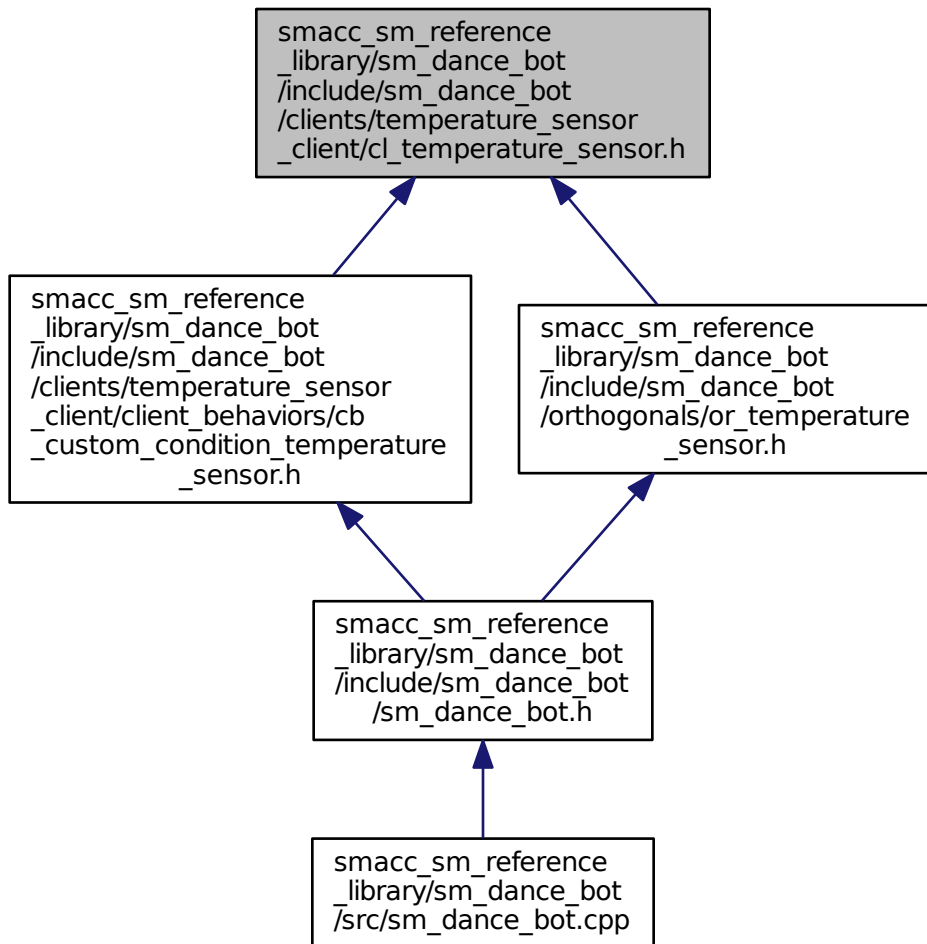 smacc_sm_reference
_library/sm_dance_bot
/include/sm_dance_bot
/clients/temperature_sensor
_client/cl_temperature_sensor.h
smacc_sm_reference
_library/sm_dance_bot
/include/sm_dance_bot
/clients/temperature_sensor
_client/client_behaviors/cb
_custom_condition_temperature
_sensor.h
smacc_sm_reference
_library/sm_dance_bot
/include/sm_dance_bot
/orthogonals/or_temperature
_sensor.h
smacc_sm_reference
_library/sm_dance_bot
/include/sm_dance_bot
/sm_dance_bot.h
smacc_sm_reference
_library/sm_dance_bot
/src/sm_dance_bot.cpp